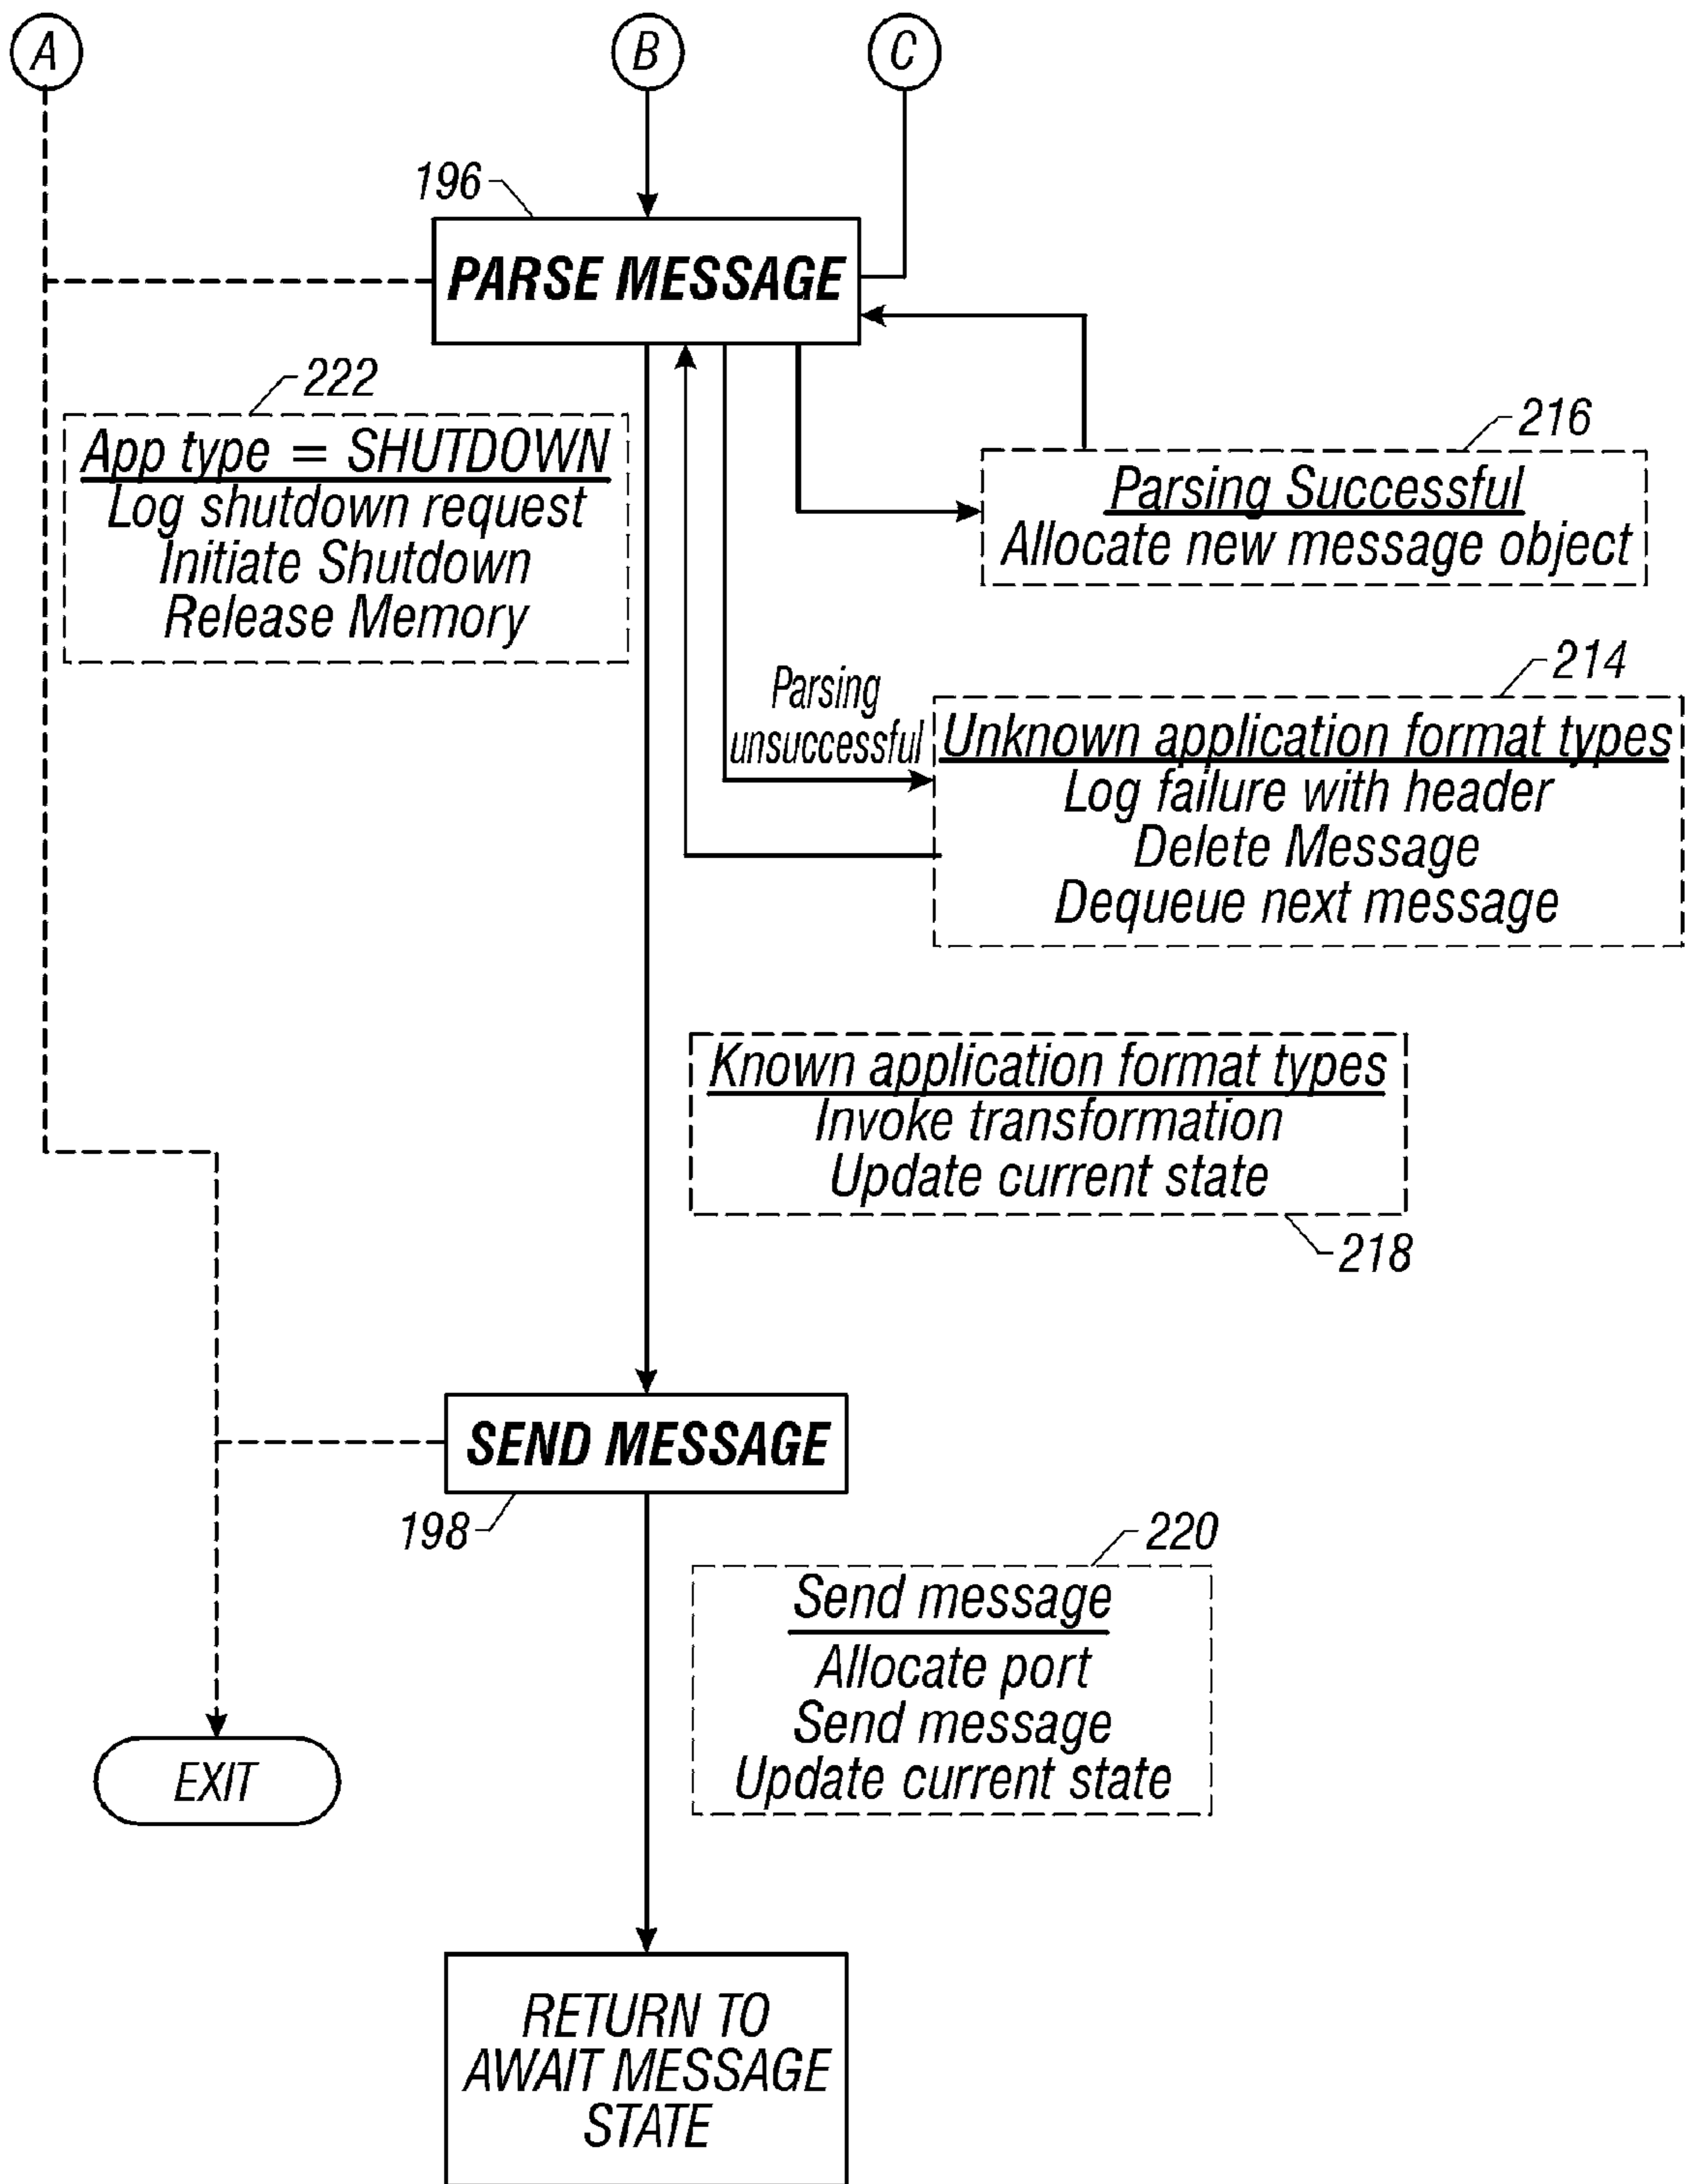 A
B
C
196
PARSE MESSAGE
222
App type = SHUTDOWN
Log shutdown request
Initiate Shutdown
Release Memory
216
Parsing Successful
Allocate new message object
Parsing
unsuccessful
214
Unknown application format types
Log failure with header
Delete Message
Dequeue next message
Known application format types
Invoke transformation
Update current state
218
SEND MESSAGE
198
220
Send message
Allocate port
Send message
Update current state
EXIT
RETURN TO
AWAIT MESSAGE
STATE